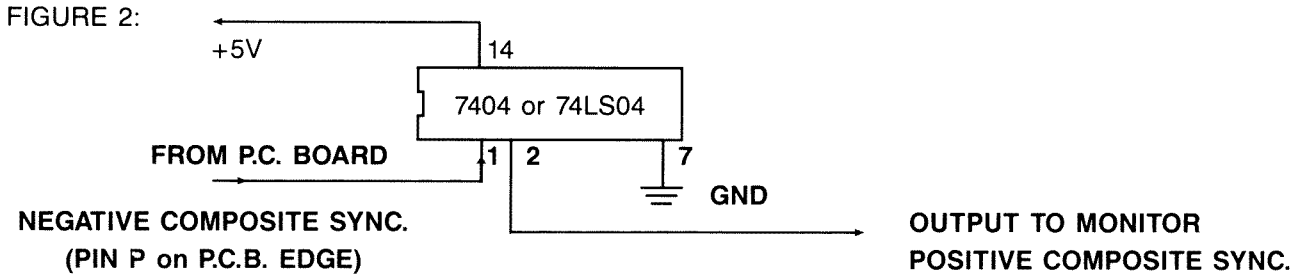 FIGURE 2:
+5V
14
7404 or 74LS04
FROM P.C. BOARD
1
2
7
GND
NEGATIVE COMPOSITE SYNC.
(PIN P on P.C.B. EDGE)
OUTPUT TO MONITOR
POSITIVE COMPOSITE SYNC.